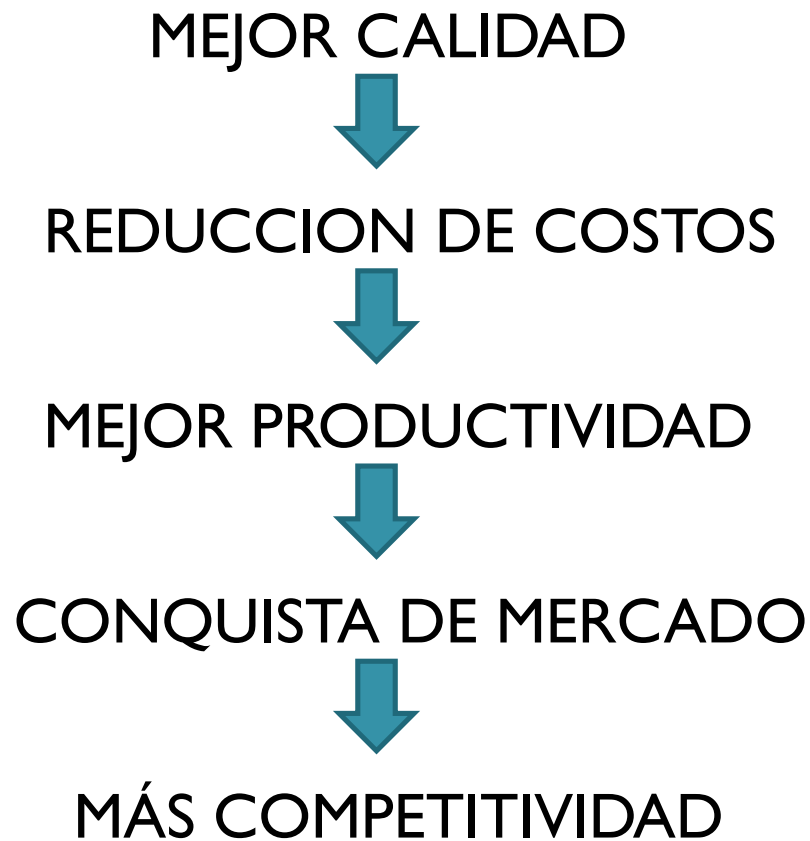 MEJOR CALIDAD
REDUCCION DE COSTOS
MEJOR PRODUCTIVIDAD
CONQUISTA DE MERCADO
MÁS COMPETITIVIDAD